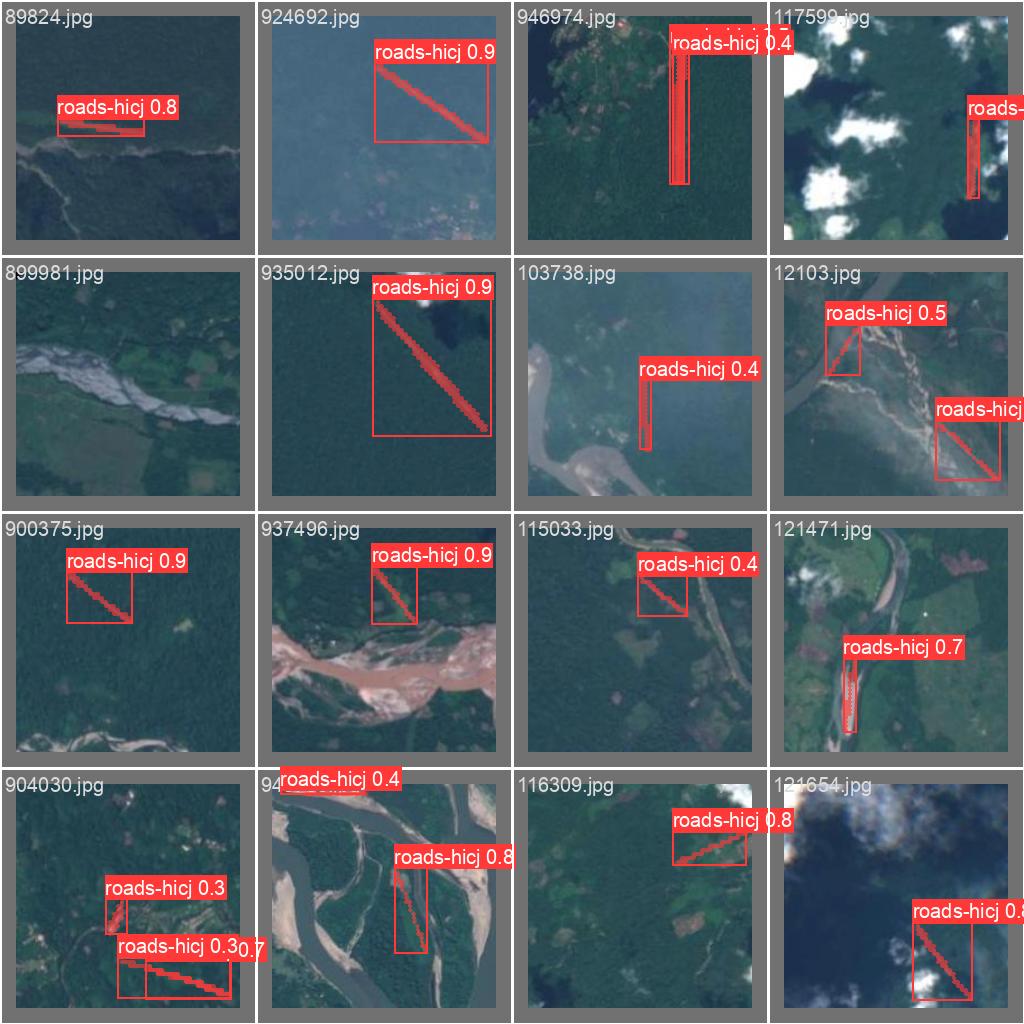 89824.jpg
roads-hicj 0.8
924692.jpg
roads-hicj 0.9
946974.jpg
roads-hicj 0.4
117599.jpg
roads-
899981.jpg
935012.jpg
roads-hicj 0.9
103738.jpg
roads-hicj 0.4
12103.jpg
roads-hicj 0.5
roads-hicj
900375.jpg
roads-hicj 0.9
937496.jpg
roads-hicj 0.9
115033.jpg
roads-hicj 0.4
121471.jpg
roads-hicj 0.7
904030.jpg
roads-hicj 0.3
roads-hicj 0.3
0.7
94
roads-hicj 0.4
roads-hicj 0.8
116309.jpg
roads-hicj 0.8
121654.jpg
roads-hicj 0.8